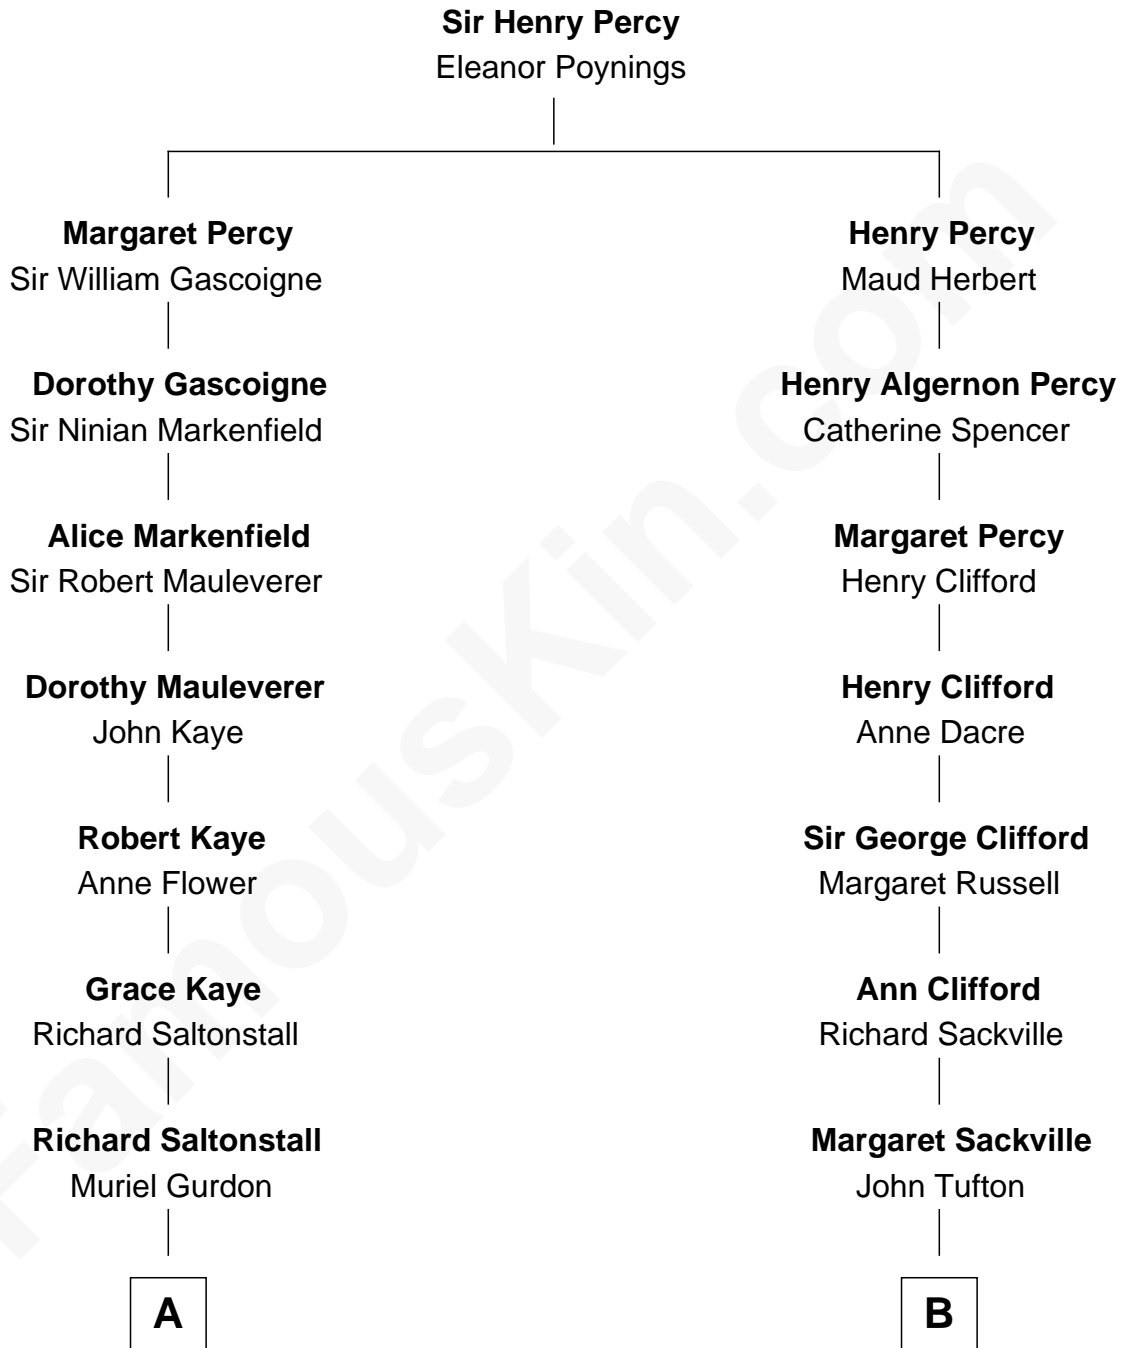 Sir Henry Percy
Eleanor Poynings
Margaret Percy
Sir William Gascoigne
Henry Percy
Maud Herbert
Dorothy Gascoigne
Sir Ninian Markenfield
Henry Algernon Percy
Catherine Spencer
Alice Markenfield
Sir Robert Mauleverer
Margaret Percy
Henry Clifford
Dorothy Mauleverer
John Kaye
Henry Clifford
Anne Dacre
Robert Kaye
Anne Flower
Sir George Clifford
Margaret Russell
Grace Kaye
Richard Saltonstall
Ann Clifford
Richard Sackville
Richard Saltonstall
Muriel Gurdon
Margaret Sackville
John Tufton
A
B
FamousKin.com